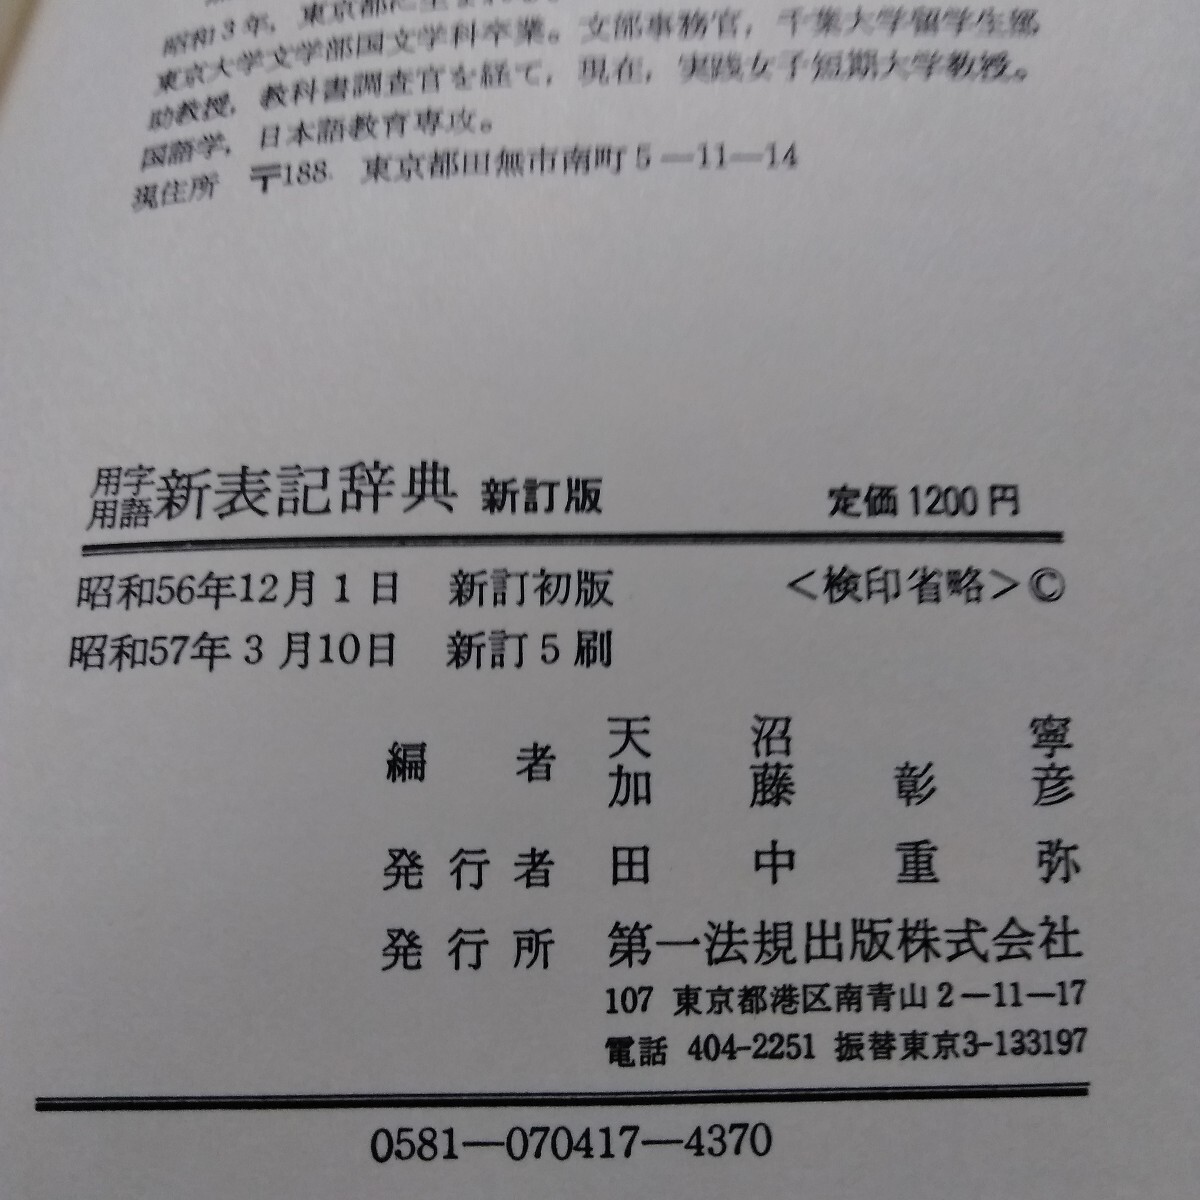 昭和3年，東京都に生まれ
東京大学文学部国文学科卒業。文部事務官，千葉大学留学生部
助教授，教科書調査官を経て，現在，実践女子短期大学教授。
国語学，日本語教育専攻。
現住所 〒188 東京都田無市南町5―11―14
用字用語 新表記辞典 新訂版 定価1200円
昭和56年12月1日 新訂初版 <検印省略>©
昭和57年3月10日 新訂5刷
編者 天沼寧
加藤彰彦
発行者 田中重弥
発行所 第一法規出版株式会社
107 東京都港区南青山2―11―17
電話 404-2251 振替東京3-133197
0581―070417―4370